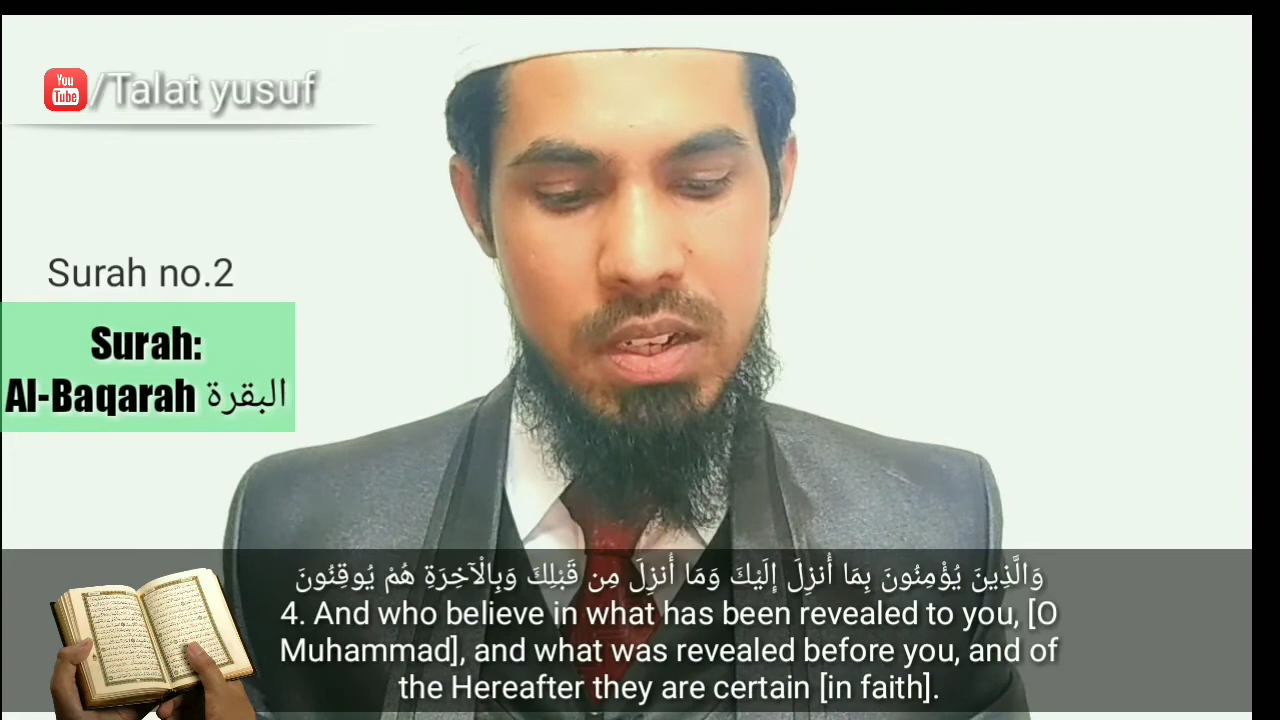 You
Tube
/Talat yusuf
Surah no.2
Surah:
Al-Baqarah البقرة
وَالَّذِينَ يُؤْمِنُونَ بِمَا أُنزِلَ إِلَيْكَ وَمَا أُنزِلَ مِن قَبْلِكَ وَبِالْآخِرَةِ هُمْ يُوقِنُونَ
4. And who believe in what has been revealed to you, [O
Muhammad], and what was revealed before you, and of
the Hereafter they are certain [in faith].